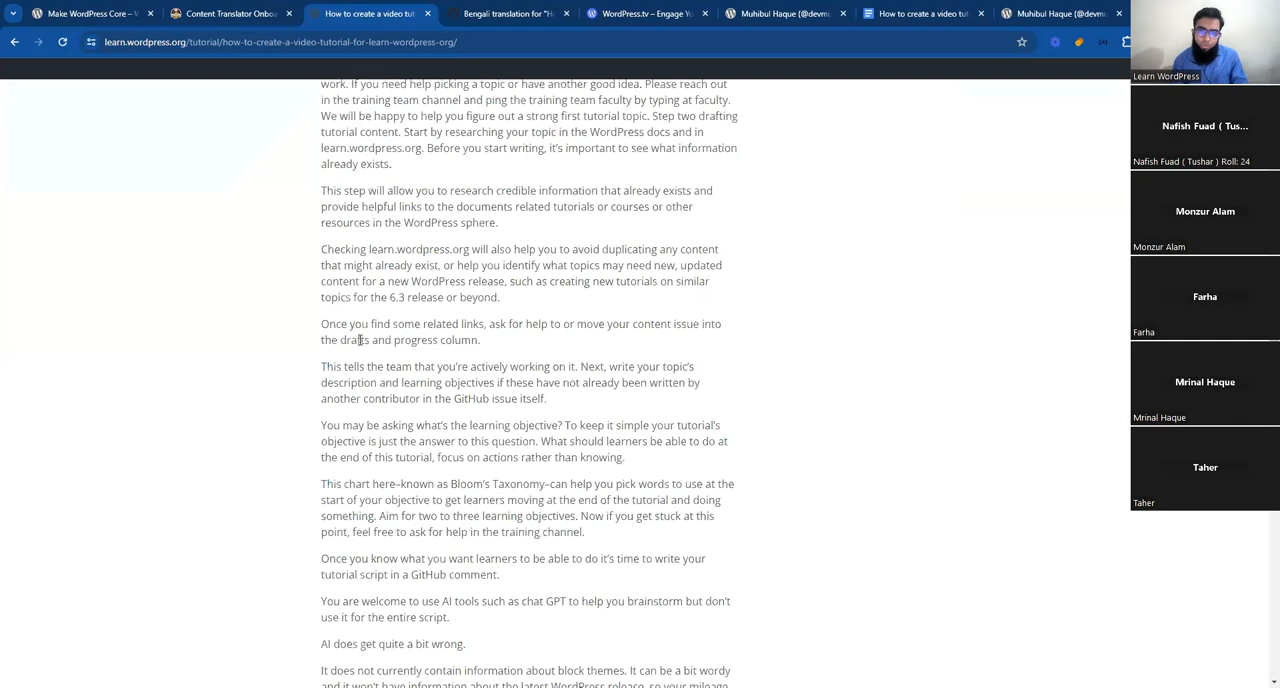 Make WordPress Core – V
Content Translator Onbo
How to create a video tut
Bengali translation for "Ho
WordPress.tv – Engage Yo
Muhibul Haque (@devmu
How to create a video tut
Muhibul Haque (@devmu
learn.wordpress.org/tutorial/how-to-create-a-video-tutorial-for-learn-wordpress-org/
work. If you need help picking a topic or have another good idea. Please reach out
in the training team channel and ping the training team faculty by typing at faculty.
We will be happy to help you figure out a strong first tutorial topic. Step two drafting
tutorial content. Start by researching your topic in the WordPress docs and in
learn.wordpress.org. Before you start writing, it's important to see what information
already exists.
This step will allow you to research credible information that already exists and
provide helpful links to the documents related tutorials or courses or other
resources in the WordPress sphere.
Checking learn.wordpress.org will also help you to avoid duplicating any content
that might already exist, or help you identify what topics may need new, updated
content for a new WordPress release, such as creating new tutorials on similar
topics for the 6.3 release or beyond.
Once you find some related links, ask for help to or move your content issue into
the drafts and progress column.
This tells the team that you're actively working on it. Next, write your topic's
description and learning objectives if these have not already been written by
another contributor in the GitHub issue itself.
You may be asking what's the learning objective? To keep it simple your tutorial's
objective is just the answer to this question. What should learners be able to do at
the end of this tutorial, focus on actions rather than knowing.
This chart here–known as Bloom's Taxonomy–can help you pick words to use at the
start of your objective to get learners moving at the end of the tutorial and doing
something. Aim for two to three learning objectives. Now if you get stuck at this
point, feel free to ask for help in the training channel.
Once you know what you want learners to be able to do it's time to write your
tutorial script in a GitHub comment.
You are welcome to use AI tools such as chat GPT to help you brainstorm but don't
use it for the entire script.
AI does get quite a bit wrong.
It does not currently contain information about block themes. It can be a bit wordy
and it won't have information about the latest WordPress release, so your mileage
Learn WordPress
Nafish Fuad ( Tus...
Nafish Fuad ( Tushar ) Roll: 24
Monzur Alam
Monzur Alam
Farha
Farha
Mrinal Haque
Mrinal Haque
Taher
Taher